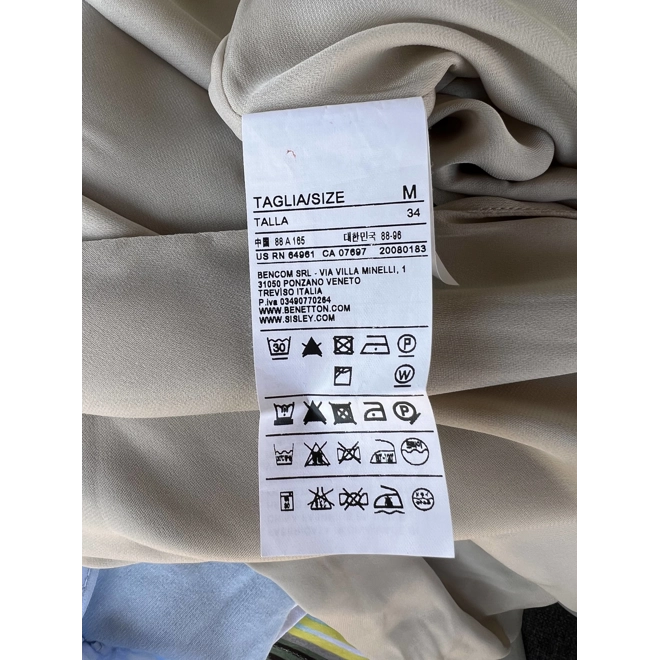 TAGLIA/SIZE M
TALLA 34
中國 88 A 165 대한민국 88-96
US RN 64961 CA 07697 20080183
BENCOM SRL - VIA VILLA MINELLI, 1
31050 PONZANO VENETO
TREVISO ITALIA
P.iva 03490770264
WWW.BENETTON.COM
WWW.SISLEY.COM
30 P
W
P